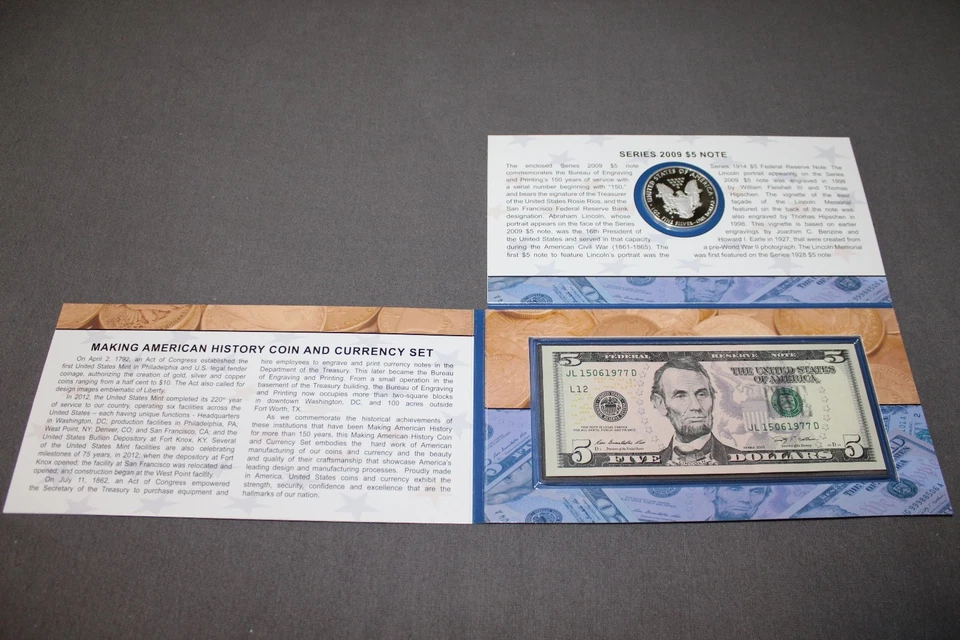 SERIES 2009 $5 NOTE
The enclosed Series 2009 $5 note
commemorates the Bureau of Engraving
and Printing's 150 years of service with
a serial number beginning with "150,"
and bears the signature of the Treasurer
of the United States Rosie Rios, and the
San Francisco Federal Reserve Bank
designation. Abraham Lincoln, whose
portrait appears on the face of the Series
2009 $5 note, was the 16th President of
the United States and served in that capacity
during the American Civil War (1861-1865). The
first $5 note to feature Lincoln's portrait was the
Series 1914 $5 Federal Reserve Note. The
Lincoln portrait appearing on the Series
2009 $5 note was engraved in 1998
by William Fleishell III and Thomas
Hipschen. The vignette of the east
façade of the Lincoln Memorial
featured on the back of the note was
also engraved by Thomas Hipschen in
1998. This vignette is based on earlier
engravings by Joachim C. Benzing and
Howard I. Earle in 1927, that were created from
a pre-World War II photograph. The Lincoln Memorial
was first featured on the Series 1928 $5 note.
UNITED STATES OF AMERICA
1 OZ. FINE SILVER~ONE DOLLAR
MAKING AMERICAN HISTORY COIN AND CURRENCY SET
On April 2, 1792, an Act of Congress established the
first United States Mint in Philadelphia and U.S. legal tender
coinage, authorizing the creation of gold, silver and copper
coins ranging from a half cent to $10. The Act also called for
design images emblematic of Liberty.
In 2012, the United States Mint completed its 220th year
of service to our country, operating six facilities across the
United States – each having unique functions - Headquarters
in Washington, DC; production facilities in Philadelphia, PA,
West Point, NY; Denver, CO; and San Francisco, CA; and the
United States Bullion Depository at Fort Knox, KY. Several
of the United States Mint facilities are also celebrating
milestones of 75 years, in 2012, when the depository at Fort
Knox opened; the facility at San Francisco was relocated and
opened; and construction began at the West Point facility.
On July 11, 1862, an Act of Congress empowered
the Secretary of the Treasury to purchase equipment and
hire employees to engrave and print currency notes in the
Department of the Treasury. This later became the Bureau
of Engraving and Printing. From a small operation in the
basement of the Treasury building, the Bureau of Engraving
and Printing now occupies more than two-square blocks
in downtown Washington, DC, and 100 acres outside
Fort Worth, TX.
As we commemorate the historical achievements of
these institutions that have been Making American History
for more than 150 years, this Making American History Coin
and Currency Set embodies the hard work of American
manufacturing of our coins and currency and the beauty
and quality of their craftsmanship that showcase America's
leading design and manufacturing processes. Proudly made
in America, United States coins and currency exhibit the
strength, security, confidence and excellence that are the
hallmarks of our nation.
5 FEDERAL RESERVE NOTE 5
JL 15061977 D
L12
THE UNITED STATES
OF AMERICA
JL 15061977 D
5 FIVE DOLLARS 5